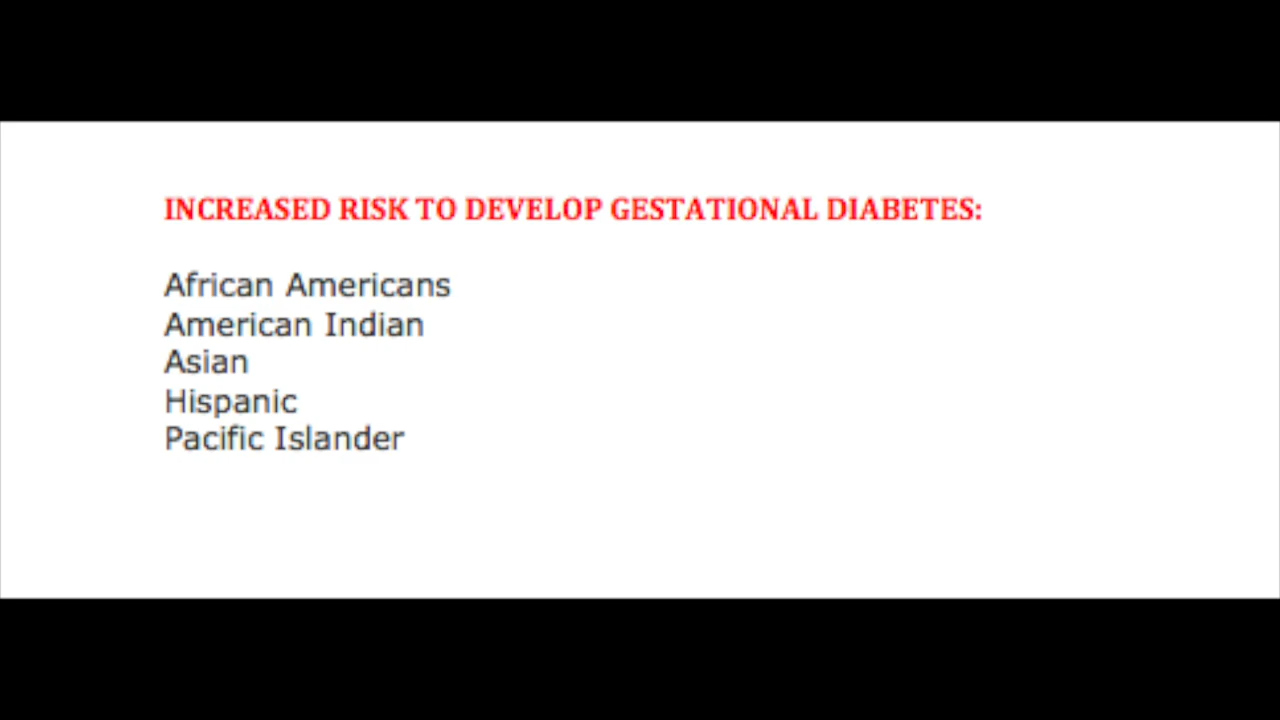 INCREASED RISK TO DEVELOP GESTATIONAL DIABETES:
African Americans
American Indian
Asian
Hispanic
Pacific Islander